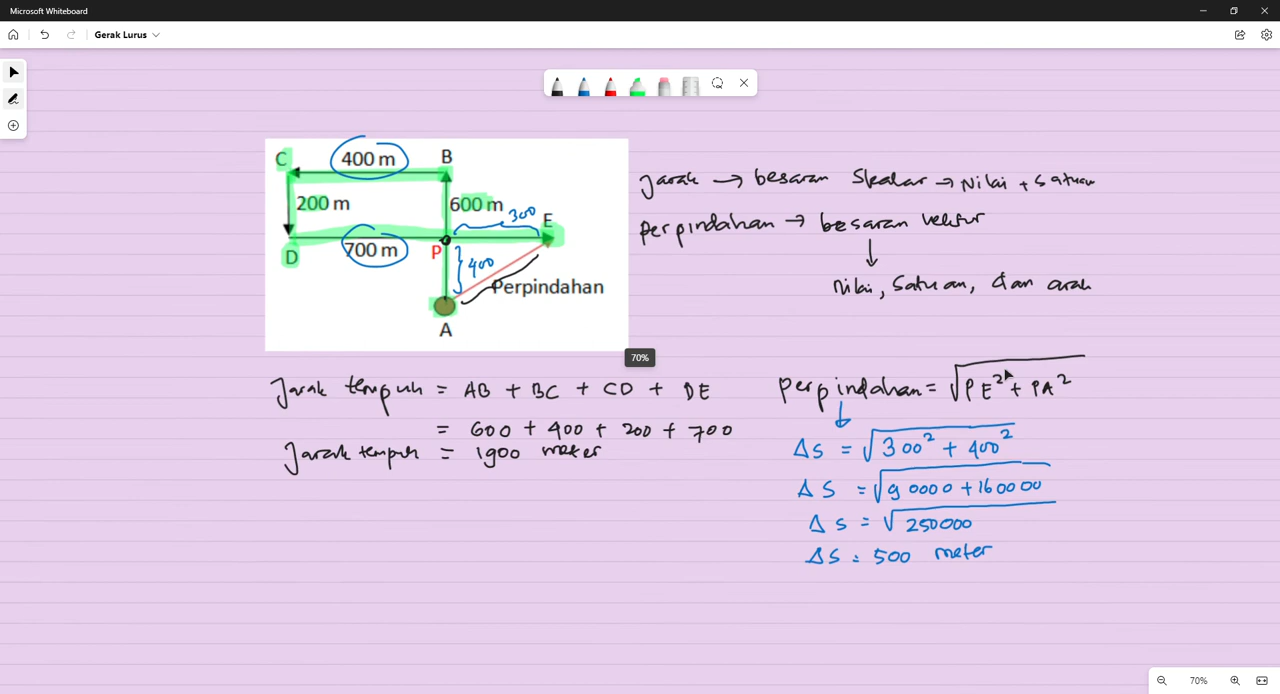 Microsoft Whiteboard
Gerak Lurus
C 400 m B
200 m 600 m
300 E
D 700 m P 400
Perpindahan
A
Jarak → besaran Skalar → Nilai + Satuan
perpindahan → besaran vektor
↓
Nilai, Satuan, dan arah
70%
Jarak tempuh = AB + BC + CD + DE
= 600 + 400 + 200 + 700
Jarak tempuh = 1900 meter
perpindahan = √PE² + PA²
↓
Δs = √300² + 400²
Δs = √90000 + 160000
Δs = √250000
Δs = 500 meter
70%